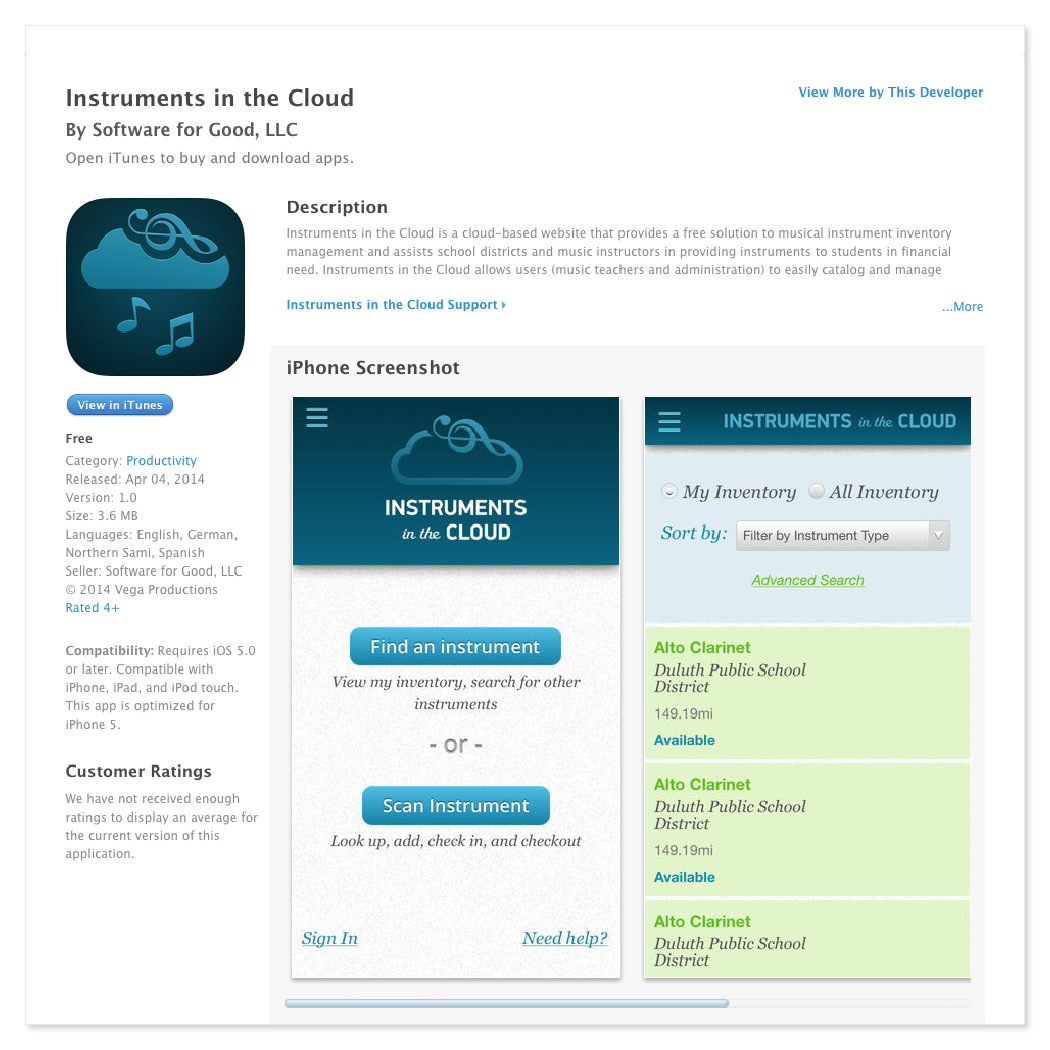 Instruments in the Cloud
View More by This Developer
By Software for Good, LLC
Open iTunes to buy and download apps.
Description
Instruments in the Cloud is a cloud-based website that provides a free solution to musical instrument inventory
management and assists school districts and music instructors in providing instruments to students in financial
need. Instruments in the Cloud allows users (music teachers and administration) to easily catalog and manage
Instruments in the Cloud Support
...More
View in iTunes
Free
Category: Productivity
Released: Apr 04, 2014
Version: 1.0
Size: 3.6 MB
Languages: English, German,
Northern Sami, Spanish
Seller: Software for Good, LLC
© 2014 Vega Productions
Rated 4+
Compatibility: Requires iOS 5.0
or later. Compatible with
iPhone, iPad, and iPod touch.
This app is optimized for
iPhone 5.
Customer Ratings
We have not received enough
ratings to display an average for
the current version of this
application.
iPhone Screenshot
INSTRUMENTS
in the CLOUD
Find an instrument
View my inventory, search for other
instruments
- or -
Scan Instrument
Look up, add, check in, and checkout
Sign In
Need help?
INSTRUMENTS in the CLOUD
My Inventory
All Inventory
Sort by:
Filter by Instrument Type
Advanced Search
Alto Clarinet
Duluth Public School
District
149.19mi
Available
Alto Clarinet
Duluth Public School
District
149.19mi
Available
Alto Clarinet
Duluth Public School
District